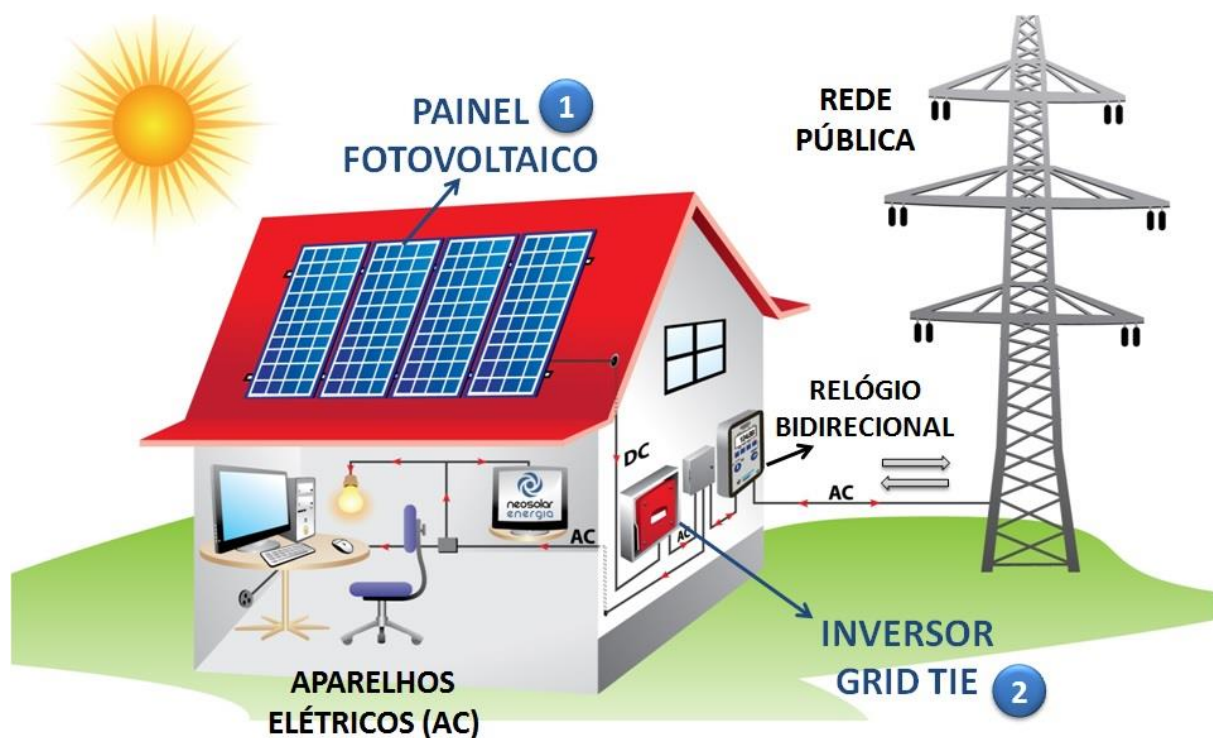 PAINEL 1
FOTOVOLTAICO
REDE
PÚBLICA
RELÓGIO
BIDIRECIONAL
DC
AC
AC
neosolar
energia
AC
INVERSOR
GRID TIE 2
APARELHOS
ELÉTRICOS (AC)